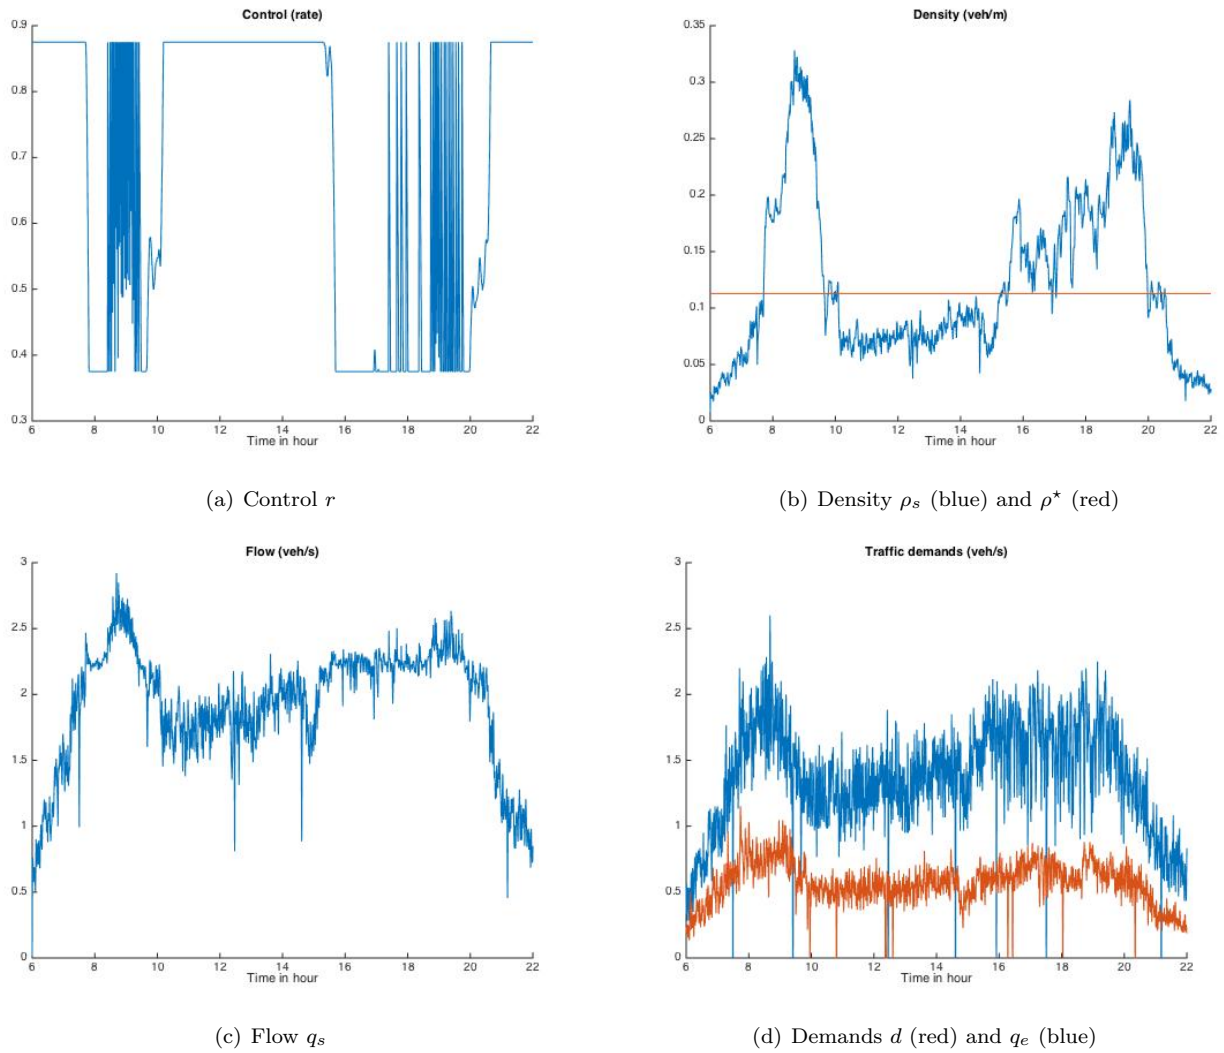 Control (rate)
0.9
0.8
0.7
0.6
0.5
0.4
0.3
6 8 10 12 14 16 18 20 22
Time in hour
(a) Control r
Density (veh/m)
0.35
0.3
0.25
0.2
0.15
0.1
0.05
0
6 8 10 12 14 16 18 20 22
Time in hour
(b) Density ρs (blue) and ρ⋆ (red)
Flow (veh/s)
3
2.5
2
1.5
1
0.5
0
6 8 10 12 14 16 18 20 22
Time in hour
(c) Flow qs
Traffic demands (veh/s)
3
2.5
2
1.5
1
0.5
0
6 8 10 12 14 16 18 20 22
Time in hour
(d) Demands d (red) and qe (blue)